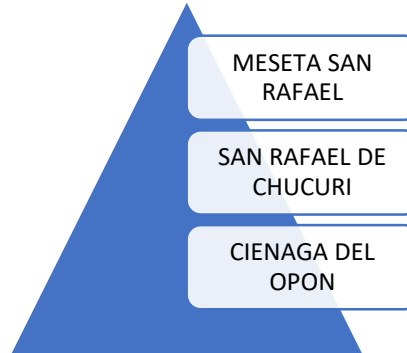 MESETA SAN
RAFAEL
SAN RAFAEL DE
CHUCURI
CIENAGA DEL
OPON